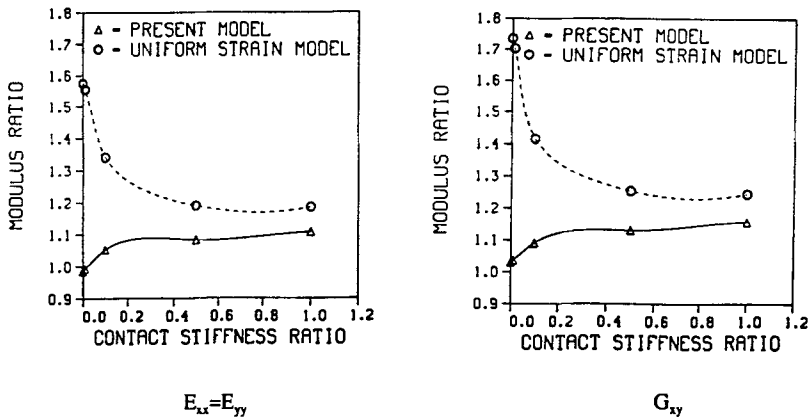 1.8
1.7
1.6
1.5
1.4
1.3
1.2
1.1
1.0
0.9
MODULUS RATIO
△ - PRESENT MODEL
○ - UNIFORM STRAIN MODEL
0.0 0.2 0.4 0.6 0.8 1.0 1.2
CONTACT STIFFNESS RATIO
E_xx=E_yy
1.8
1.7
1.6
1.5
1.4
1.3
1.2
1.1
1.0
0.9
MODULUS RATIO
△ - PRESENT MODEL
○ - UNIFORM STRAIN MODEL
0.0 0.2 0.4 0.6 0.8 1.0 1.2
CONTACT STIFFNESS RATIO
G_xy